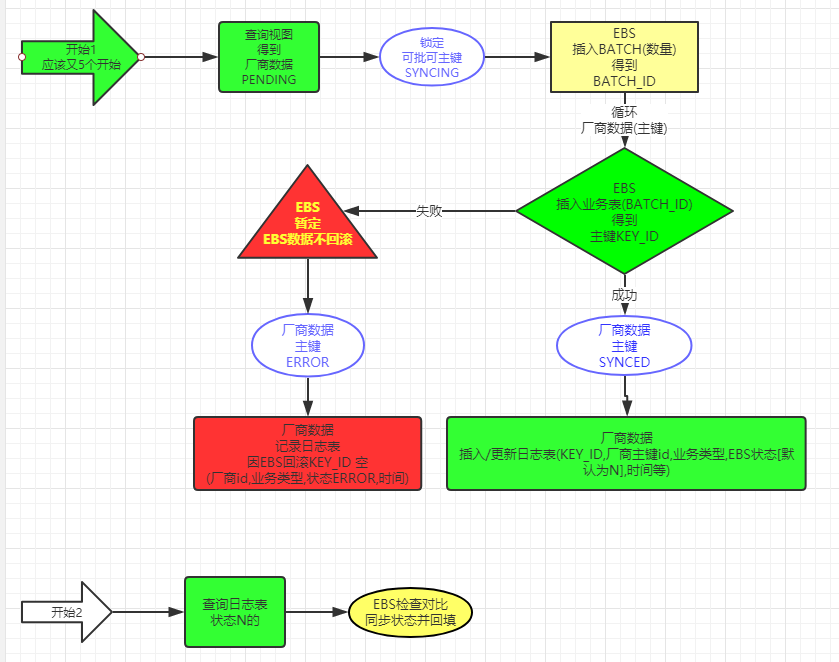 开始1
应该又5个开始
查询视图
得到
厂商数据
PENDING
锁定
可批可主键
SYNCING
EBS
插入BATCH(数量)
得到
BATCH_ID
循环
厂商数据(主键)
EBS
插入业务表(BATCH_ID)
得到
主键KEY_ID
失败
EBS
暂定
EBS数据不回滚
成功
厂商数据
主键
ERROR
厂商数据
主键
SYNCED
厂商数据
记录日志表
因EBS回滚KEY_ID 空
(厂商id,业务类型,状态ERROR,时间)
厂商数据
插入/更新日志表(KEY_ID,厂商主键id,业务类型,EBS状态[默
认为N],时间等)
开始2
查询日志表
状态N的
EBS检查对比
同步状态并回填